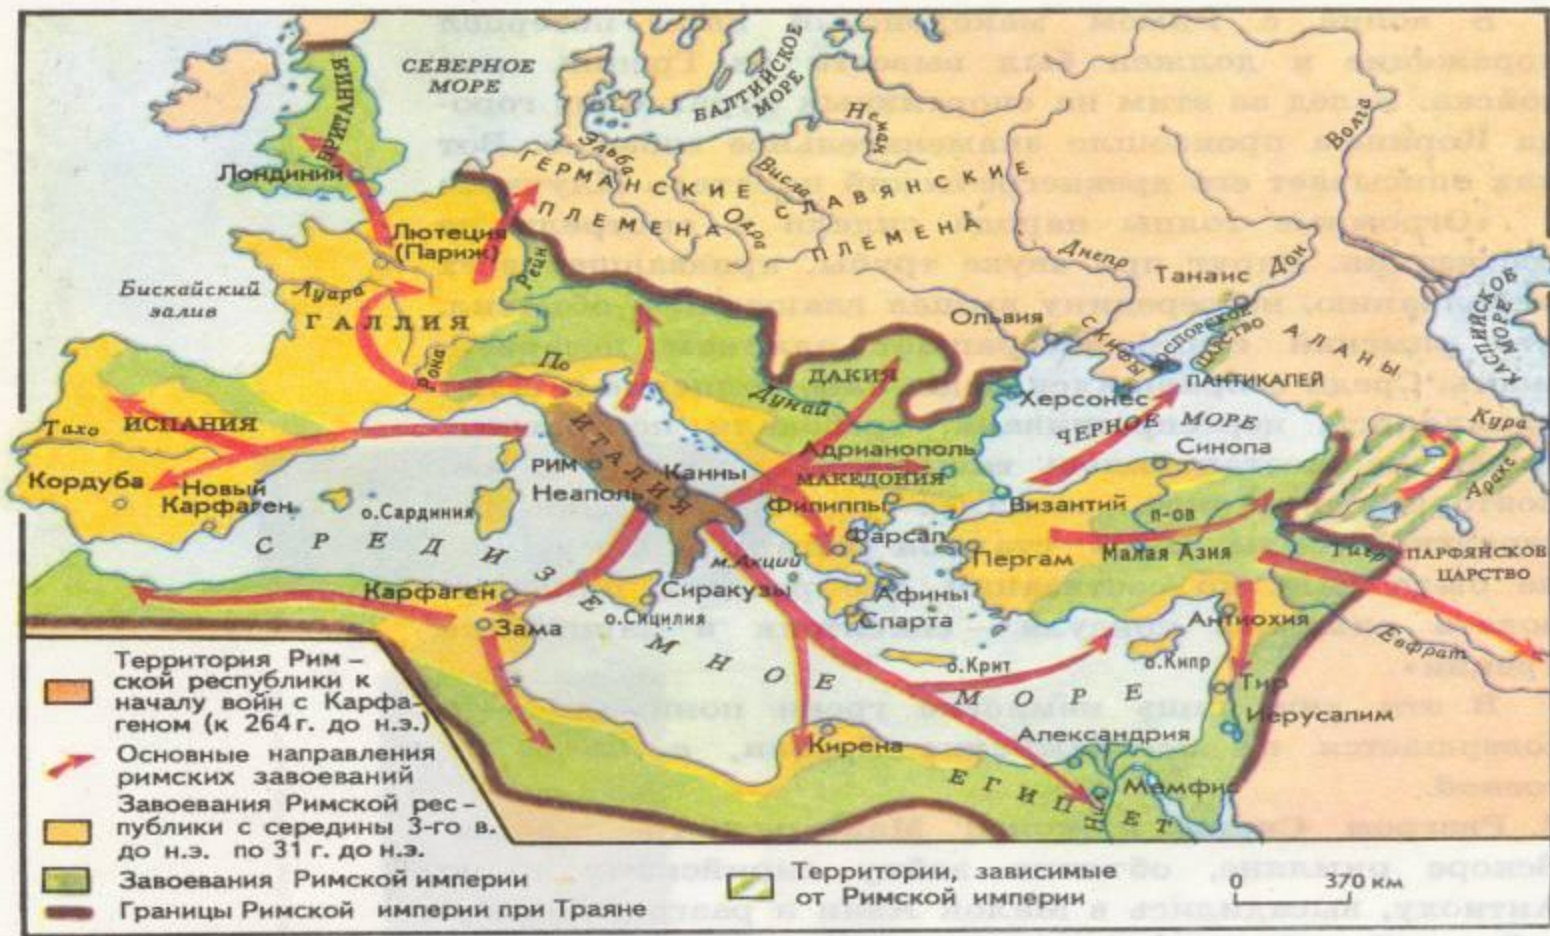 СЕВЕРНОЕ
МОРЕ
БАЛТИЙСКОЕ
МОРЕ
БРИТАНИЯ
Лондиний
Эльба
Неман
Висла
Одра
Волга
ГЕРМАНСКИЕ
ПЛЕМЕНА
СЛАВЯНСКИЕ
ПЛЕМЕНА
Лютеция
(Париж)
Рейн
Днепр
Дон
Танаис
Бискайский
залив
Луара
ГАЛЛИЯ
Рона
По
Ольвия
СКИФЫ
БОСПОРСКОЕ
ЦАРСТВО
АЛАНЫ
КАСПИЙСКОЕ
МОРЕ
ДАКИЯ
Дунай
ПАНТИКАПЕЙ
Херсонес
ЧЕРНОЕ МОРЕ
Синопа
Кура
Аракс
Тахо
ИСПАНИЯ
Кордуба
Новый
Карфаген
ИТАЛИЯ
РИМ
Неаполь
Канны
Адрианополь
МАКЕДОНИЯ
Филиппы
Византий
п-ов
Малая Азия
о.Сардиния
Фарсал
Пергам
м.Акций
Тигр
ПАРФЯНСКОЕ
ЦАРСТВО
СРЕДИЗЕМНОЕ МОРЕ
Карфаген
Зама
о.Сицилия
Сиракузы
Афины
Спарта
Антиохия
Евфрат
о.Крит
о.Кипр
Тир
Иерусалим
Кирена
Александрия
Мемфис
ЕГИПЕТ
Нил
Территория Рим –
ской республики к
началу войн с Карфа-
геном (к 264 г. до н.э.)
Основные направления
римских завоеваний
Завоевания Римской рес –
публики с середины 3-го в.
до н.э. по 31 г. до н.э.
Завоевания Римской империи
Границы Римской империи при Траяне
Территории, зависимые
от Римской империи
0 370 км